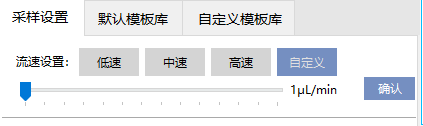 采样设置 默认模板库 自定义模板库
流速设置： 低速 中速 高速 自定义
1μL/min 确认